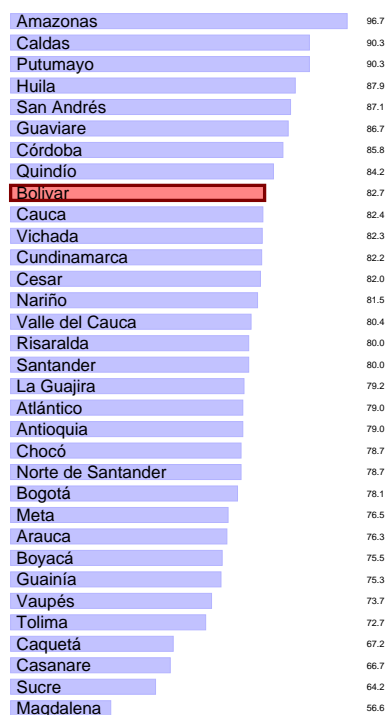 Amazonas 96.7
Caldas 90.3
Putumayo 90.3
Huila 87.9
San Andrés 87.1
Guaviare 86.7
Córdoba 85.8
Quindío 84.2
Bolivar 82.7
Cauca 82.4
Vichada 82.3
Cundinamarca 82.2
Cesar 82.0
Nariño 81.5
Valle del Cauca 80.4
Risaralda 80.0
Santander 80.0
La Guajira 79.2
Atlántico 79.0
Antioquia 79.0
Chocó 78.7
Norte de Santander 78.7
Bogotá 78.1
Meta 76.5
Arauca 76.3
Boyacá 75.5
Guainía 75.3
Vaupés 73.7
Tolima 72.7
Caquetá 67.2
Casanare 66.7
Sucre 64.2
Magdalena 56.6